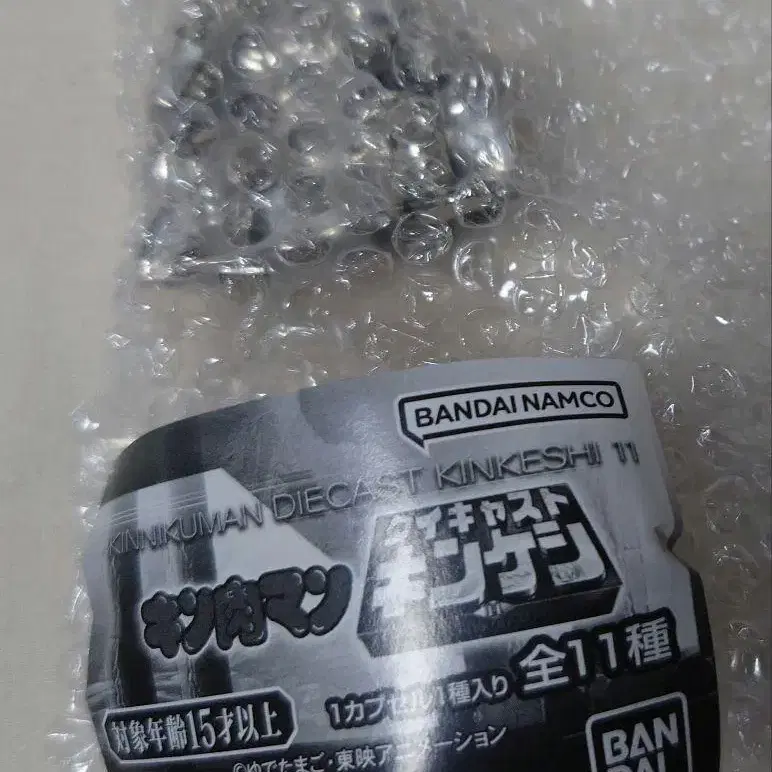 BANDAI NAMCO
KINNIKUMAN DIECAST KINKESHI 11
ダイキャスト
キン肉マン キンケシ
11
1カプセル1種入り 全11種
対象年齢15才以上
©ゆでたまご・東映アニメーション
BAN
DAI